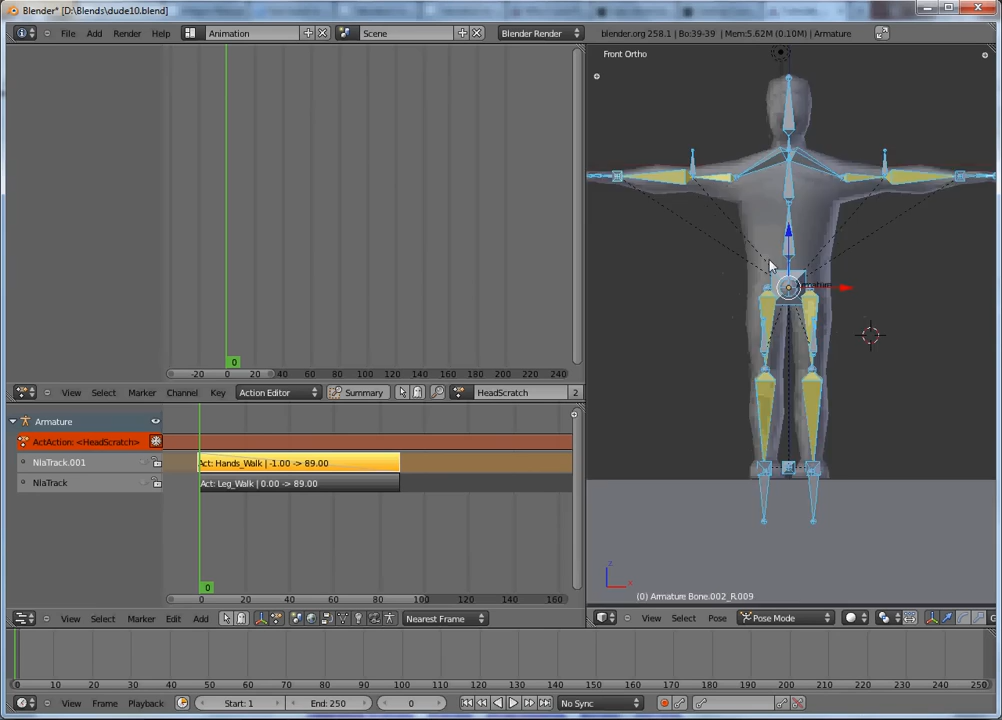 Blender* [D:\Blends\dude10.blend]
File Add Render Help Animation Scene Blender Render blender.org 258.1 | Bo:39-39 | Mem:5.62M (0.10M) | Armature
Front Ortho
Armature
0
-20 0 20 40 60 80 100 120 140 160 180 200 220 240
View Select Marker Channel Key Action Editor Summary HeadScratch 2
Armature
ActAction: <HeadScratch>
NlaTrack.001 Act: Hands_Walk | -1.00 -> 89.00
NlaTrack Act: Leg_Walk | 0.00 -> 89.00
0
0 20 40 60 80 100 120 140 160
z
x
(0) Armature Bone.002_R.009
View Select Marker Edit Add Nearest Frame
View Select Pose Pose Mode
0 10 20 30 40 50 60 70 80 90 100 110 120 130 140 150 160 170 180 190 200 210 220 230 240 250
View Frame Playback Start: 1 End: 250 0 No Sync